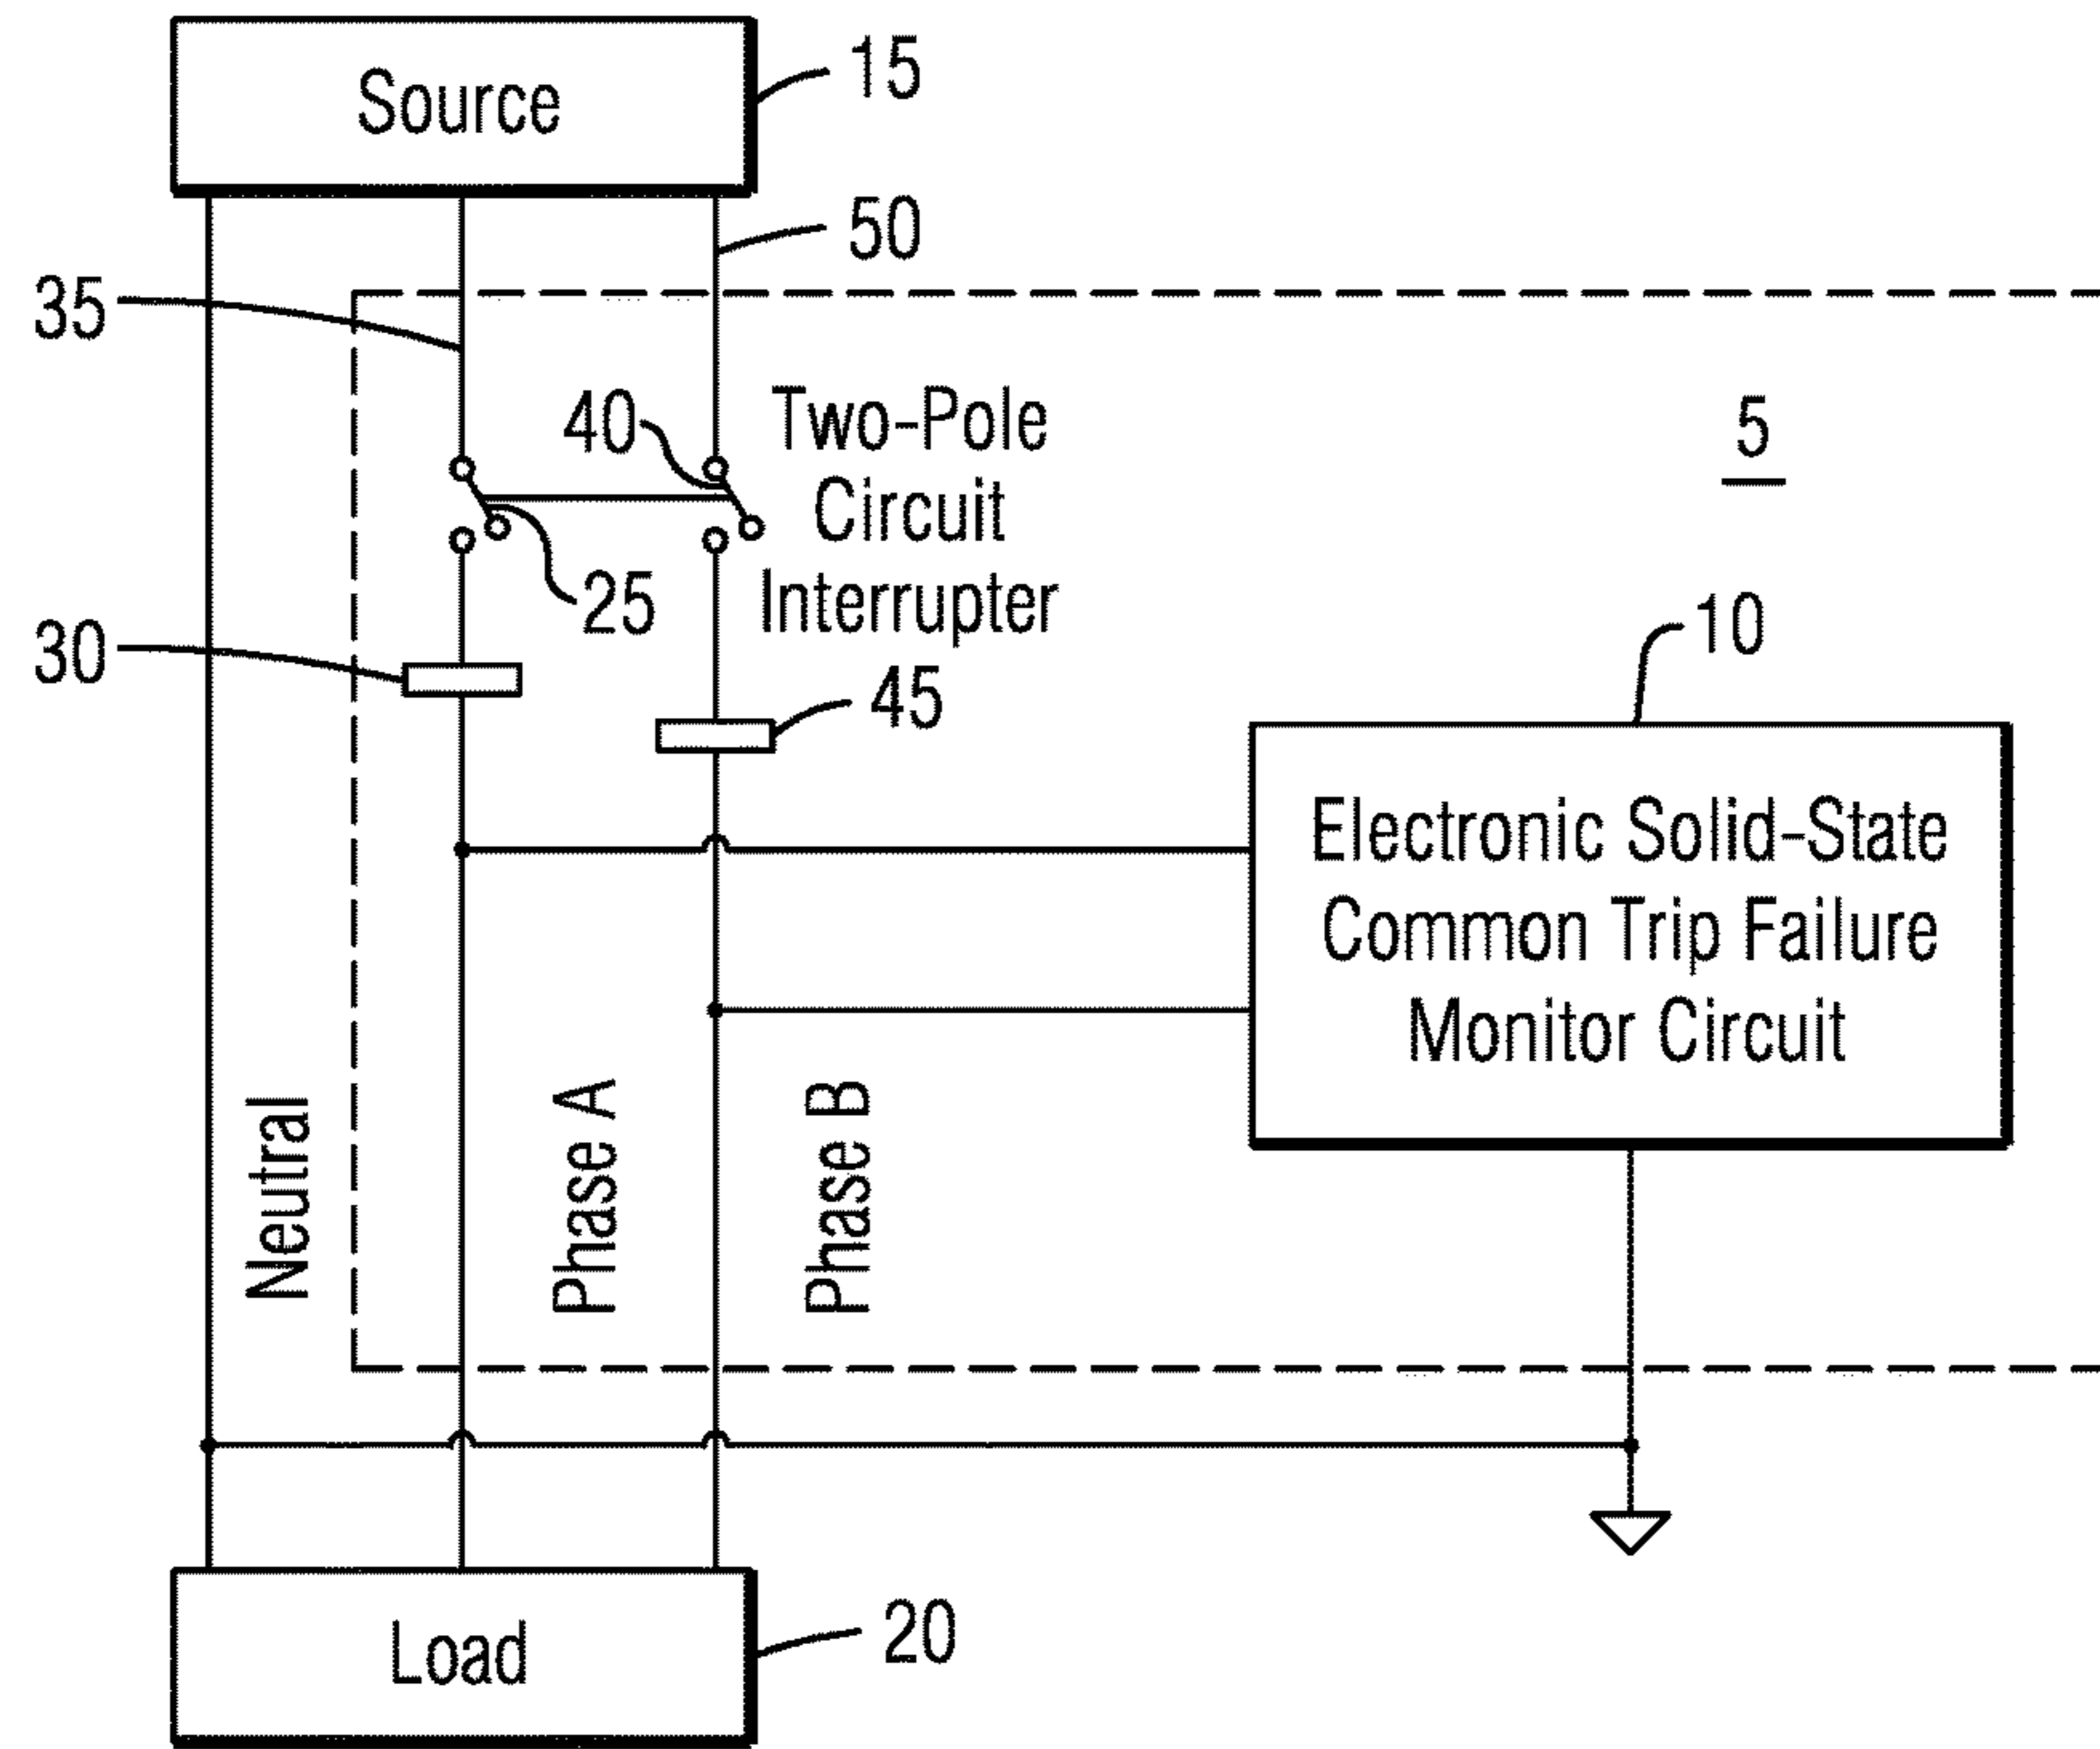 Source
15
50
35
40
Two-Pole
Circuit
Interrupter
5
25
30
45
10
Electronic Solid-State
Common Trip Failure
Monitor Circuit
Neutral
Phase A
Phase B
Load
20